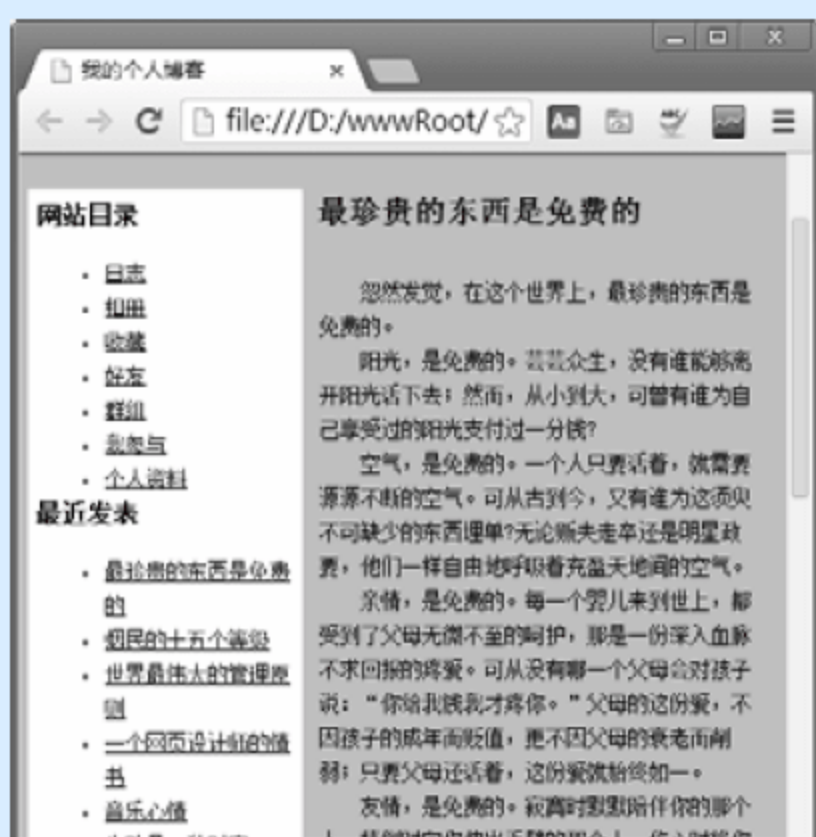 我的个人博客
file:///D:/wwwRoot/
网站目录
日志
相册
收藏
好友
群组
我参与
个人资料
最近发表
最珍贵的东西是免费
的
烟民的十五个等级
世界最伟大的管理原
则
一个网页设计师的情
书
音乐心情
最珍贵的东西是免费的
忽然发觉，在这个世界上，最珍贵的东西是
免费的。
阳光，是免费的。芸芸众生，没有谁能够离
开阳光活下去；然而，从小到大，可曾有谁为自
己享受过的阳光支付过一分钱?
空气，是免费的。一个人只要活着，就需要
源源不断的空气。可从古到今，又有谁为这须臾
不可缺少的东西埋单?无论贩夫走卒还是明星政
要，他们一样自由地呼吸着充盈天地间的空气。
亲情，是免费的。每一个婴儿来到世上，都
受到了父母无微不至的呵护，那是一份深入血脉
不求回报的疼爱。可从没有哪一个父母会对孩子
说：“你给我钱我才疼你。”父母的这份爱，不
因孩子的成年而贬值，更不因父母的衰老而削
弱；只要父母还活着，这份爱就始终如一。
友情，是免费的。寂寞时默默陪伴你的那个